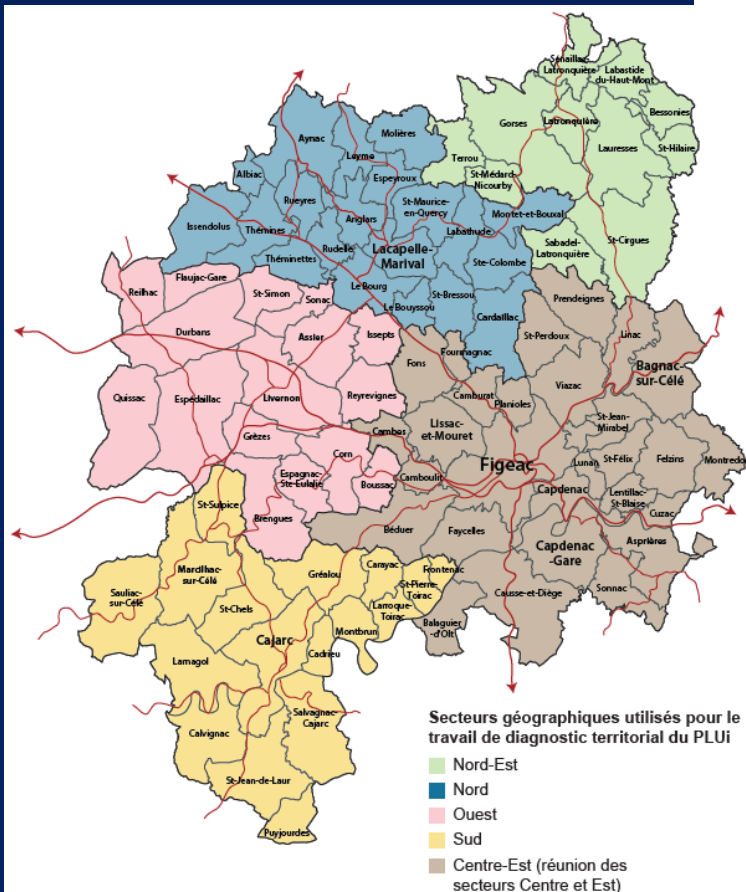 Sénaillac-
Latronquière
Labastide
du-Haut-Mont
Bessonies
Gorses
Latronquière
Lauresses
St-Hilaire
Molières
Aynac
Leyme
Terrou
St-Médard-
Nicourby
Espeyroux
Albiac
Rueyres
St-Maurice-
en-Quercy
Montet-et-Bouxal
Anglars
Labathude
Issendolus
Thémines
Rudelle
Lacapelle-
Marival
Sabadel-
Latronquière
St-Cirgues
Théminettes
Ste-Colombe
Le Bourg
Flaujac-Gare
Reilhac
St-Simon
Sonac
Le Bouyssou
St-Bressou
Prendeignes
Cardaillac
Durbans
Assier
Issepts
Fourmagnac
St-Perdoux
Linac
Fons
Bagnac-
sur-Célé
Viazac
Quissac
Espédaillac
Livernon
Reyrevignes
Camburat
Planioles
St-Jean-
Mirabel
Lissac-
et-Mouret
Grèzes
Cambes
Corn
Figeac
Lunan
St-Félix
Felzins
Montredon
Espagnac-
Ste-Eulalie
Boussac
Camboulit
Capdenac
Lentillac-
St-Blaise
Cuzac
St-Sulpice
Brengues
Béduer
Faycelles
Capdenac
-Gare
Asprières
Marcilhac-
sur-Célé
Gréalou
Carayac
Frontenac
St-Pierre-
Toirac
Sonnac
Sauliac-
sur-Célé
St-Chels
Larroque-
Toirac
Causse-et-Diège
Cajarc
Montbrun
Balaguier
-d'Olt
Cadrieu
Lamagol
Salvagnac-
Cajarc
Calvignac
St-Jean-de-Laur
Puyjourdes
Secteurs géographiques utilisés pour le
travail de diagnostic territorial du PLUi
Nord-Est
Nord
Ouest
Sud
Centre-Est (réunion des
secteurs Centre et Est)